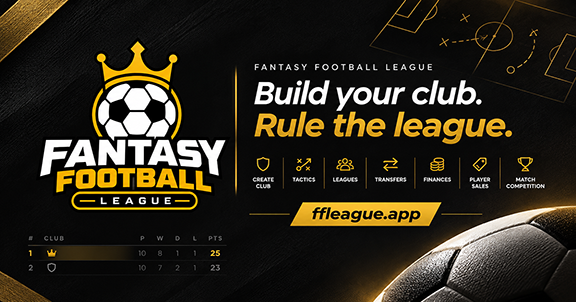 FANTASY
FOOTBALL
LEAGUE
FANTASY FOOTBALL LEAGUE
Build your club.
Rule the league.
CREATE CLUB
TACTICS
LEAGUES
TRANSFERS
FINANCES
PLAYER SALES
MATCH COMPETITION
ffleague.app
# CLUB P W D L PTS
1 10 8 1 1 25
2 10 7 2 1 23